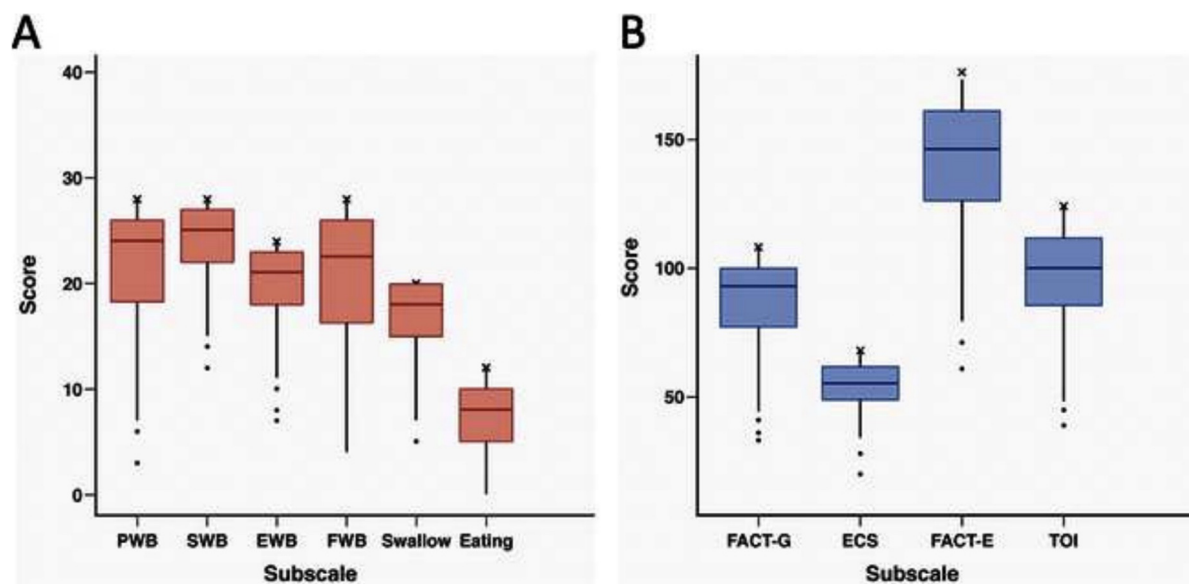 A
Score
40
30
20
10
0
PWB SWB EWB FWB Swallow Eating
Subscale
B
Score
150
100
50
FACT-G ECS FACT-E TOI
Subscale